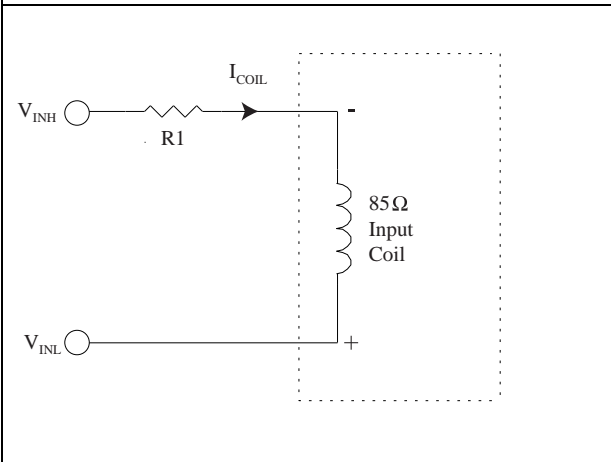 I_COIL
V_INH
-
R1
85Ω
Input
Coil
V_INL
+